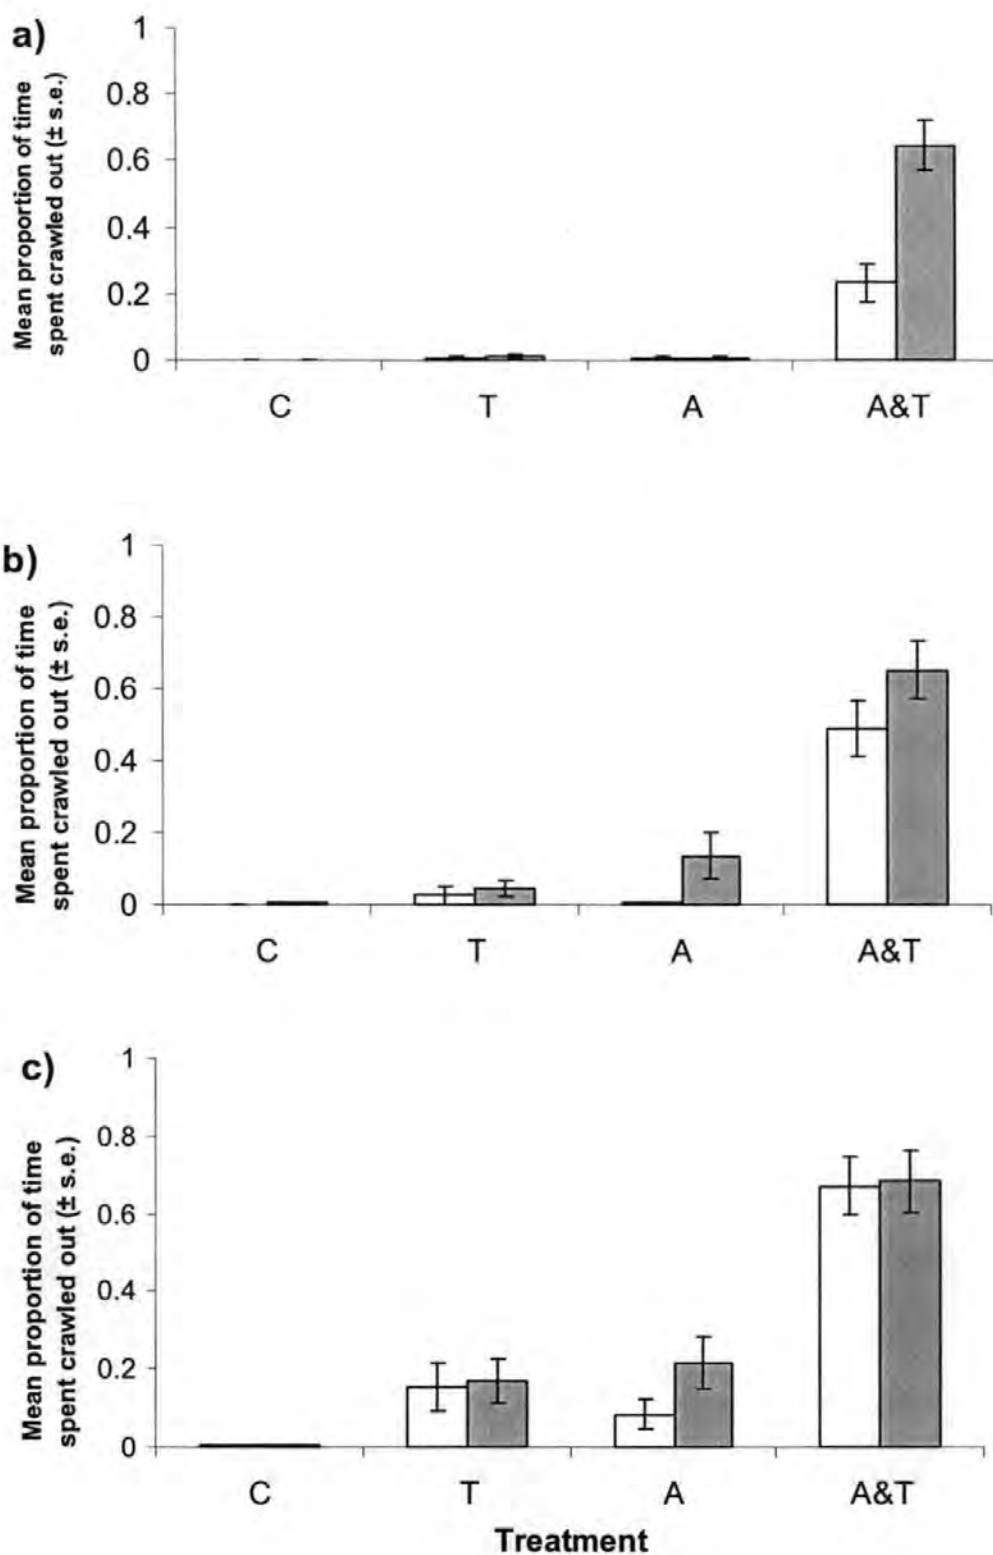 a)
Mean proportion of time
spent crawled out (± s.e.)
1
0.8
0.6
0.4
0.2
0
C T A A&T
b)
Mean proportion of time
spent crawled out (± s.e.)
1
0.8
0.6
0.4
0.2
0
C T A A&T
c)
Mean proportion of time
spent crawled out (± s.e.)
1
0.8
0.6
0.4
0.2
0
C T A A&T
Treatment